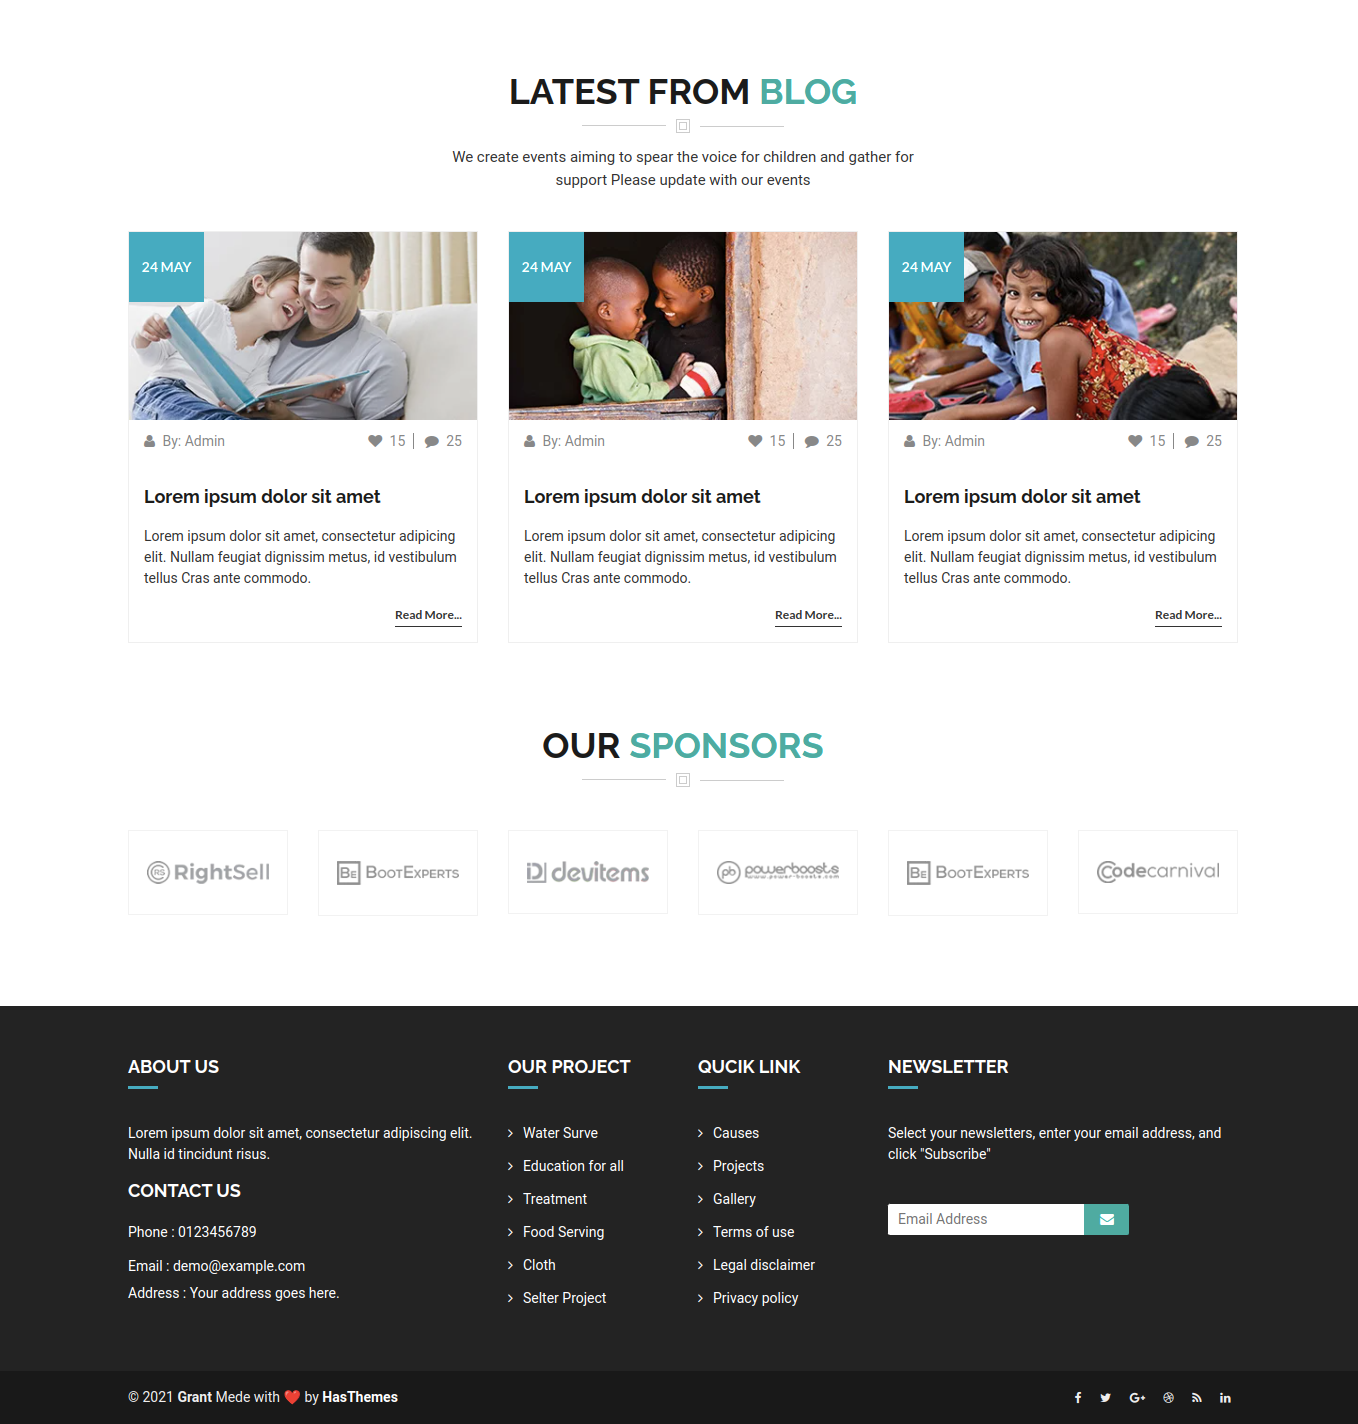 LATEST FROM BLOG
We create events aiming to spear the voice for children and gather for
support Please update with our events
24 MAY
By: Admin
15
25
Lorem ipsum dolor sit amet
Lorem ipsum dolor sit amet, consectetur adipicing
elit. Nullam feugiat dignissim metus, id vestibulum
tellus Cras ante commodo.
Read More...
24 MAY
By: Admin
15
25
Lorem ipsum dolor sit amet
Lorem ipsum dolor sit amet, consectetur adipicing
elit. Nullam feugiat dignissim metus, id vestibulum
tellus Cras ante commodo.
Read More...
24 MAY
By: Admin
15
25
Lorem ipsum dolor sit amet
Lorem ipsum dolor sit amet, consectetur adipicing
elit. Nullam feugiat dignissim metus, id vestibulum
tellus Cras ante commodo.
Read More...
OUR SPONSORS
RS RightSell
BE BOOTEXPERTS
D devitems
pb powerboosts
www.power-boosts.com
BE BOOTEXPERTS
Codecarnival
ABOUT US
Lorem ipsum dolor sit amet, consectetur adipiscing elit.
Nulla id tincidunt risus.
CONTACT US
Phone : 0123456789
Email : demo@example.com
Address : Your address goes here.
OUR PROJECT
Water Surve
Education for all
Treatment
Food Serving
Cloth
Selter Project
QUCIK LINK
Causes
Projects
Gallery
Terms of use
Legal disclaimer
Privacy policy
NEWSLETTER
Select your newsletters, enter your email address, and
click "Subscribe"
Email Address
© 2021 Grant Mede with ❤️ by HasThemes